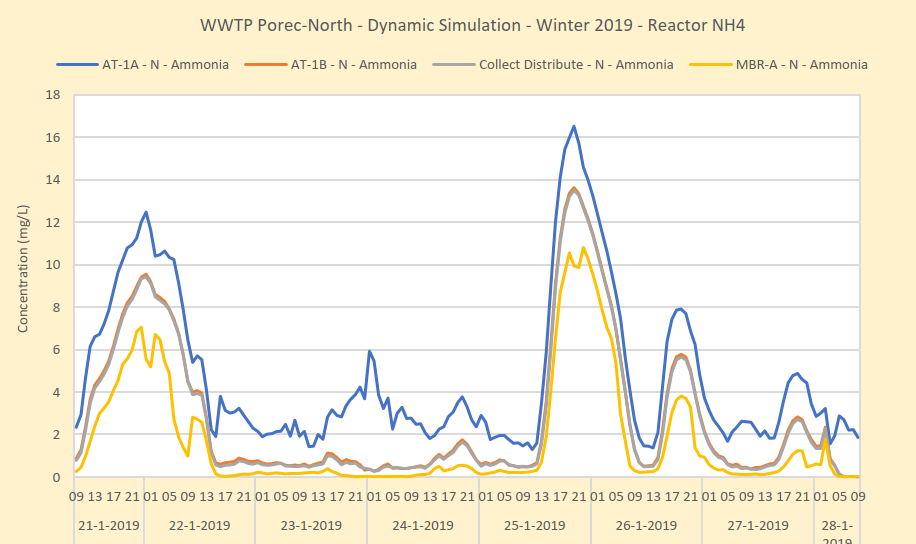 WWTP Porec-North - Dynamic Simulation - Winter 2019 - Reactor NH4
AT-1A - N - Ammonia AT-1B - N - Ammonia Collect Distribute - N - Ammonia MBR-A - N - Ammonia
18
16
14
12
10
8
6
4
2
0
Concentration (mg/L)
09 13 17 21 01 05 09 13 17 21 01 05 09 13 17 21 01 05 09 13 17 21 01 05 09 13 17 21 01 05 09 13 17 21 01 05 09 13 17 21 01 05 09
21-1-2019 22-1-2019 23-1-2019 24-1-2019 25-1-2019 26-1-2019 27-1-2019 28-1-
2019